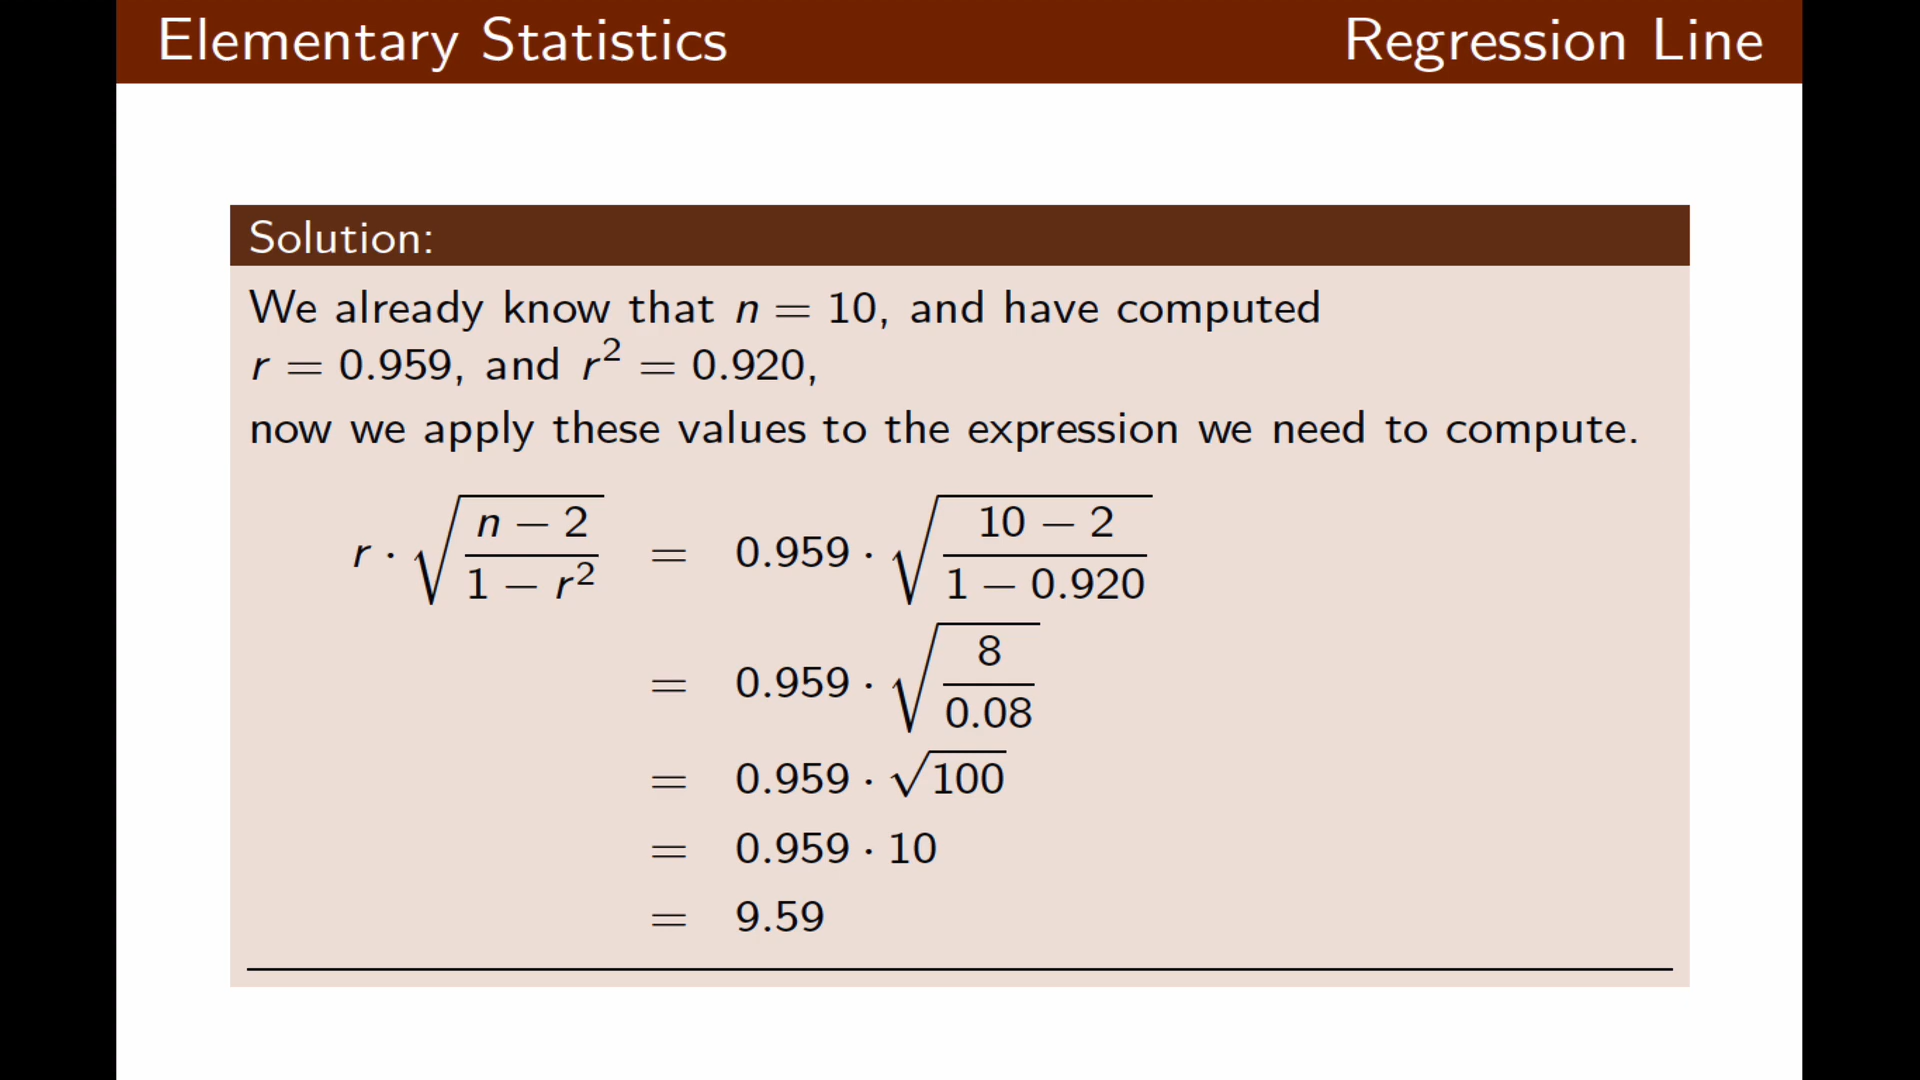 Elementary Statistics Regression Line
Solution:
We already know that n = 10, and have computed
r = 0.959, and r² = 0.920,
now we apply these values to the expression we need to compute.
r · √((n − 2)/(1 − r²)) = 0.959 · √((10 − 2)/(1 − 0.920))
= 0.959 · √(8/0.08)
= 0.959 · √100
= 0.959 · 10
= 9.59